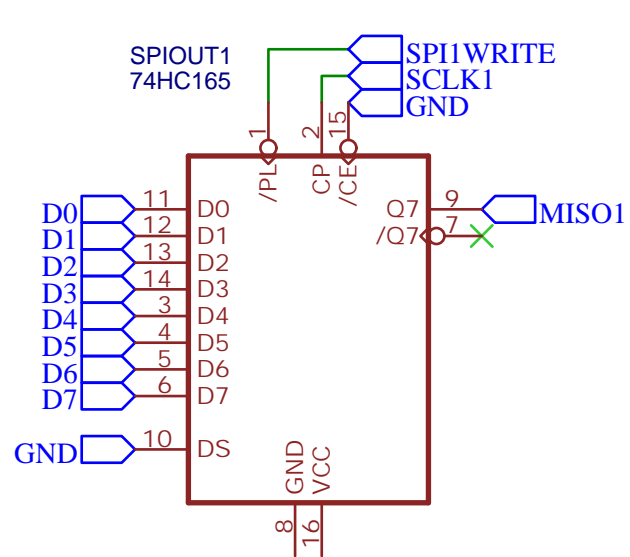 SPIOUT1
74HC165
SPI1WRITE
SCLK1
GND
1
2
15
/PL
CP
/CE
D0
11
D0
D1
12
D1
D2
13
D2
D3
14
D3
D4
3
D4
D5
4
D5
D6
5
D6
D7
6
D7
GND
10
DS
Q7
9
MISO1
/Q7
7
GND
VCC
8
16